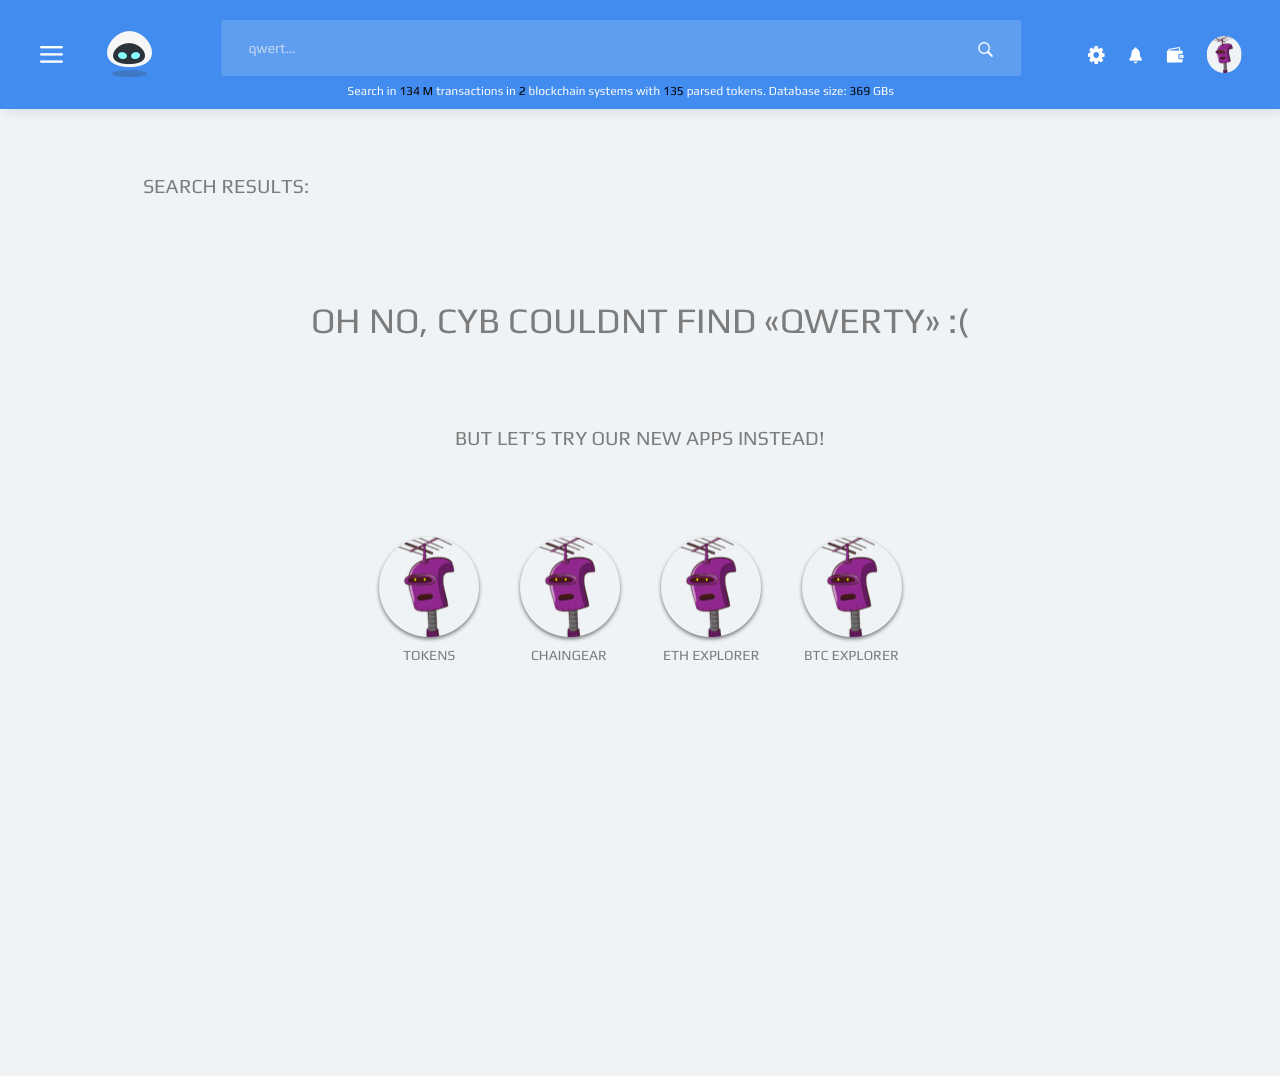 qwert...
Search in 134 M transactions in 2 blockchain systems with 135 parsed tokens. Database size: 369 GBs
SEARCH RESULTS:
OH NO, CYB COULDNT FIND «QWERTY» :(
BUT LET´S TRY OUR NEW APPS INSTEAD!
TOKENS
CHAINGEAR
ETH EXPLORER
BTC EXPLORER